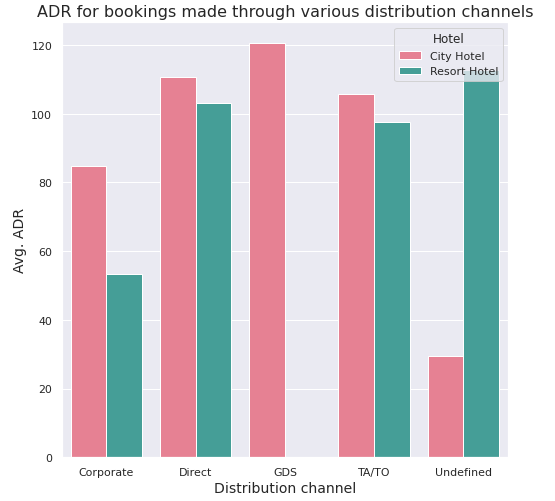 ADR for bookings made through various distribution channels
Hotel
City Hotel
Resort Hotel
120
100
80
60
40
20
0
Avg. ADR
Corporate Direct GDS TA/TO Undefined
Distribution channel